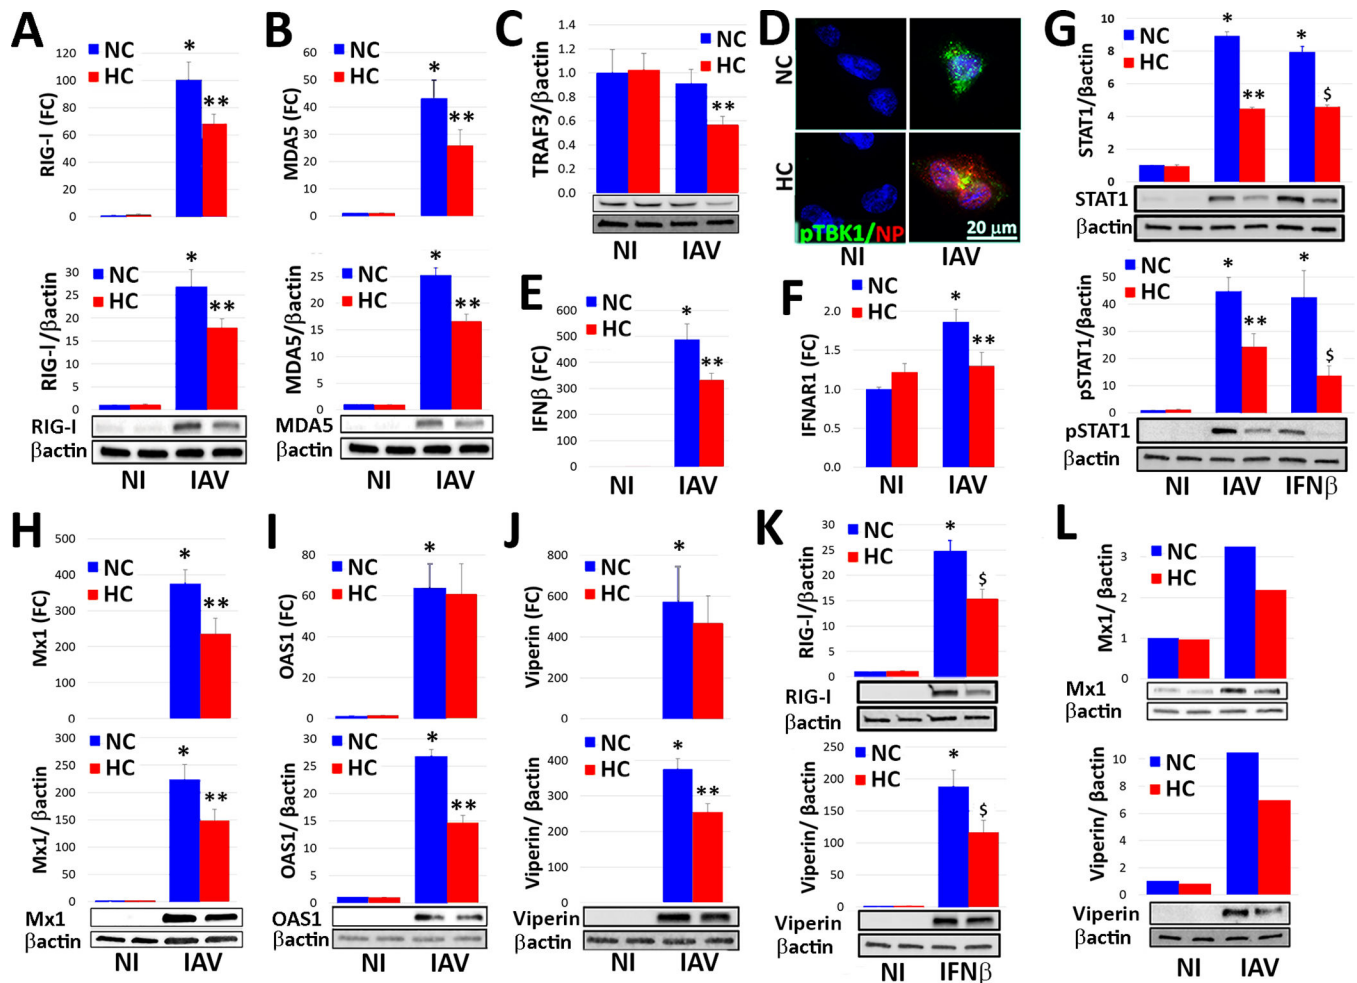 A
NC
HC
RIG-I (FC)
120
100
80
60
40
20
0
*
**
RIG-I/βactin
30
25
20
15
10
5
0
NC
HC
*
**
RIG-I
βactin
NI IAV
B
NC
HC
MDA5 (FC)
60
50
40
30
20
10
0
*
**
MDA5/βactin
25
20
15
10
5
0
NC
HC
*
**
MDA5
βactin
NI IAV
C
NC
HC
TRAF3/βactin
1.4
1.2
1.0
0.8
0.6
0.4
0.2
0.0
**
NI IAV
D
NC
HC
pTBK1/NP
20 µm
NI IAV
E
NC
HC
IFNβ (FC)
600
500
400
300
200
100
0
*
**
NI IAV
F
NC
HC
IFNAR1 (FC)
2.0
1.5
1.0
0.5
0.0
*
**
NI IAV
G
NC
HC
STAT1/βactin
10
8
6
4
2
0
*
**
*
$
STAT1
βactin
pSTAT1/βactin
50
40
30
20
10
0
NC
HC
*
**
*
$
pSTAT1
βactin
NI IAV IFNβ
H
NC
HC
Mx1 (FC)
500
400
300
200
100
0
*
**
Mx1/ βactin
300
250
200
150
100
50
0
NC
HC
*
**
Mx1
βactin
NI IAV
I
NC
HC
OAS1 (FC)
80
60
40
20
0
*
OAS1/ βactin
30
25
20
15
10
5
0
NC
HC
*
**
OAS1
βactin
NI IAV
J
NC
HC
Viperin (FC)
800
600
400
200
0
*
Viperin/ βactin
400
300
200
100
0
NC
HC
*
**
Viperin
βactin
NI IAV
K
NC
HC
RIG-I/βactin
30
25
20
15
10
5
0
*
$
RIG-I
βactin
Viperin/ βactin
250
200
150
100
50
0
NC
HC
*
$
Viperin
βactin
NI IFNβ
L
NC
HC
Mx1/ βactin
3
2
1
0
Mx1
βactin
Viperin/ βactin
10
8
6
4
2
0
NC
HC
Viperin
βactin
NI IAV